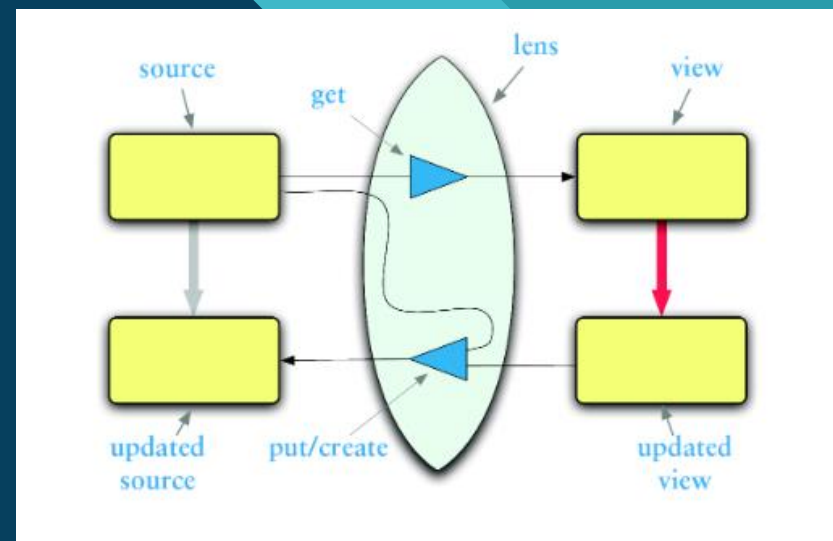 lens
source
view
get
updated
source
put/create
updated
view